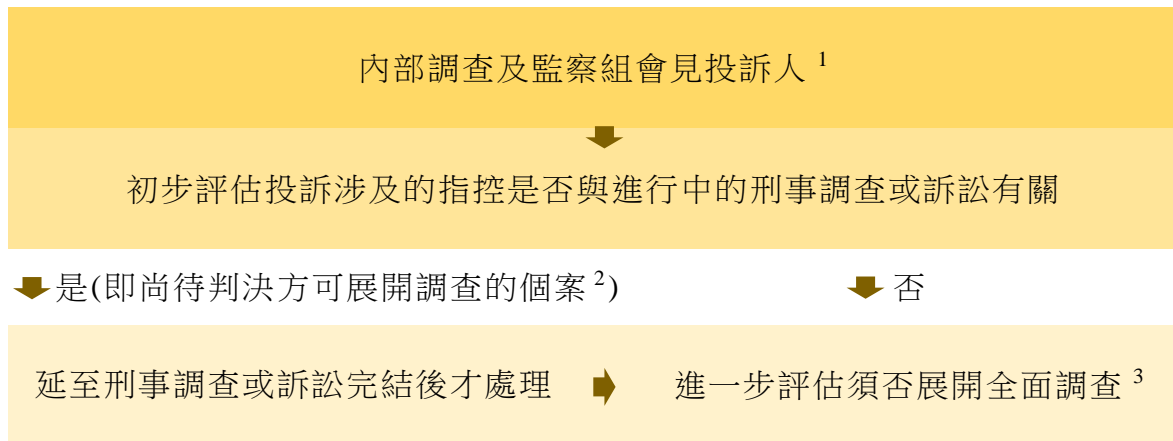 內部調查及監察組會見投訴人 1
初步評估投訴涉及的指控是否與進行中的刑事調查或訴訟有關
是(即尚待判決方可展開調查的個案 2)
否
延至刑事調查或訴訟完結後才處理
進一步評估須否展開全面調查 3